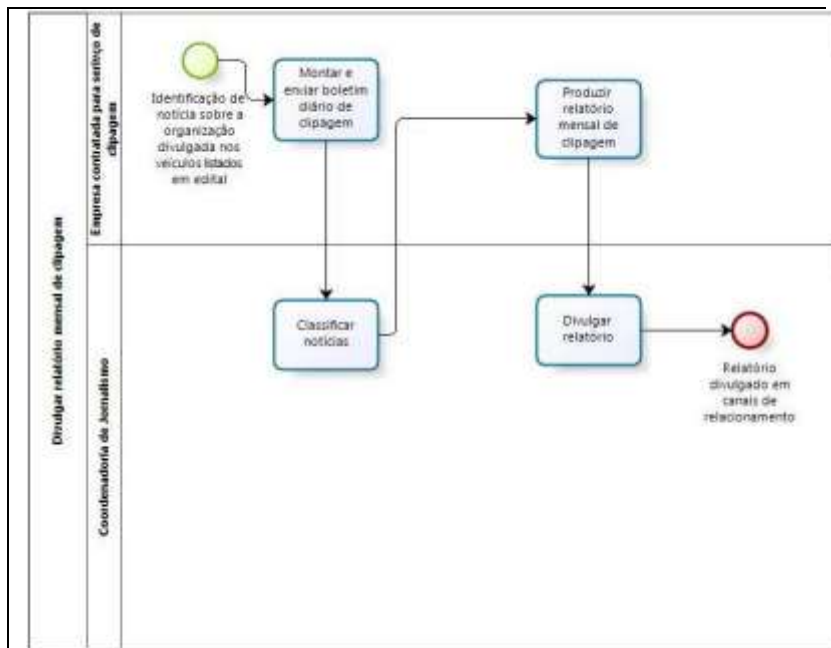 Divulgar relatório mensal de clipagem
Empresa contratada para serivço de
clipagem
Identificação de
notícia sobre a
organização
divulgada nos
veículos listados
em edital
Montar e
enviar boletim
diário de
clipagem
Produzir
relatório
mensal de
clipagem
Coordenadoria de Jornalismo
Classificar
notícias
Divulgar
relatório
Relatório
divulgado em
canais de
relacionamento